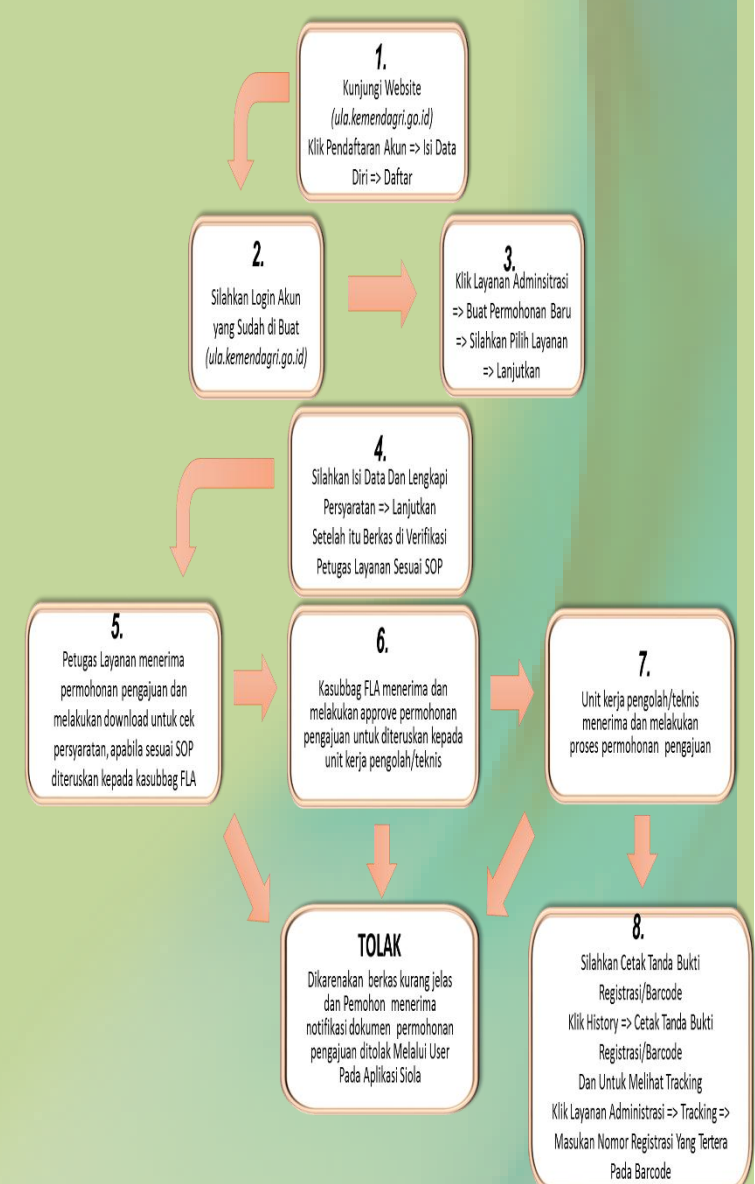 1.
Kunjungi Website
(ula.kemendagri.go.id)
Klik Pendaftaran Akun => Isi Data
Diri => Daftar
2.
Silahkan Login Akun
yang Sudah di Buat
(ula.kemendagri.go.id)
3.
Klik Layanan Adminsitrasi
=> Buat Permohonan Baru
=> Silahkan Pilih Layanan
=> Lanjutkan
4.
Silahkan Isi Data Dan Lengkapi
Persyaratan => Lanjutkan
Setelah itu Berkas di Verifikasi
Petugas Layanan Sesuai SOP
5.
Petugas Layanan menerima
permohonan pengajuan dan
melakukan download untuk cek
persyaratan, apabila sesuai SOP
diteruskan kepada kasubbag FLA
6.
Kasubbag FLA menerima dan
melakukan approve permohonan
pengajuan untuk diteruskan kepada
unit kerja pengolah/teknis
7.
Unit kerja pengolah/teknis
menerima dan melakukan
proses permohonan pengajuan
TOLAK
Dikarenakan berkas kurang jelas
dan Pemohon menerima
notifikasi dokumen permohonan
pengajuan ditolak Melalui User
Pada Aplikasi Siola
8.
Silahkan Cetak Tanda Bukti
Registrasi/Barcode
Klik History => Cetak Tanda Bukti
Registrasi/Barcode
Dan Untuk Melihat Tracking
Klik Layanan Administrasi => Tracking =>
Masukan Nomor Registrasi Yang Tertera
Pada Barcode